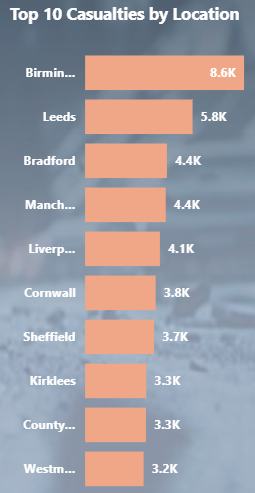 Top 10 Casualties by Location
Birmin... 8.6K
Leeds 5.8K
Bradford 4.4K
Manch... 4.4K
Liverp... 4.1K
Cornwall 3.8K
Sheffield 3.7K
Kirklees 3.3K
County... 3.3K
Westm... 3.2K